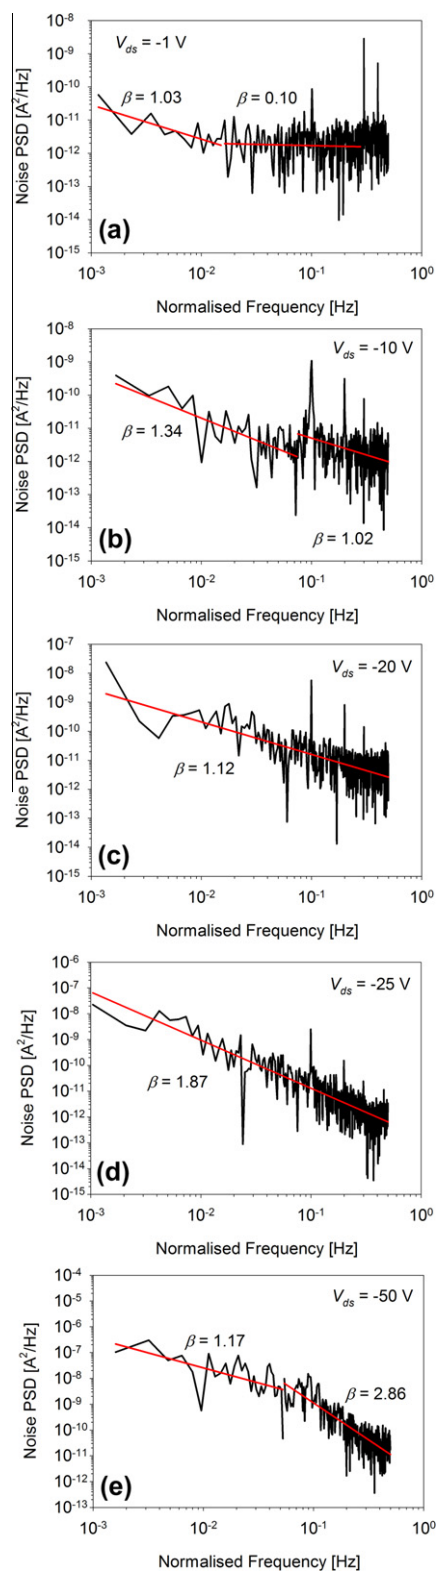 10⁻⁸
V_ds = -1 V
10⁻⁹
10⁻¹⁰
β = 1.03 β = 0.10
10⁻¹¹
10⁻¹²
10⁻¹³
10⁻¹⁴
10⁻¹⁵
Noise PSD [A²/Hz]
(a)
10⁻³ 10⁻² 10⁻¹ 10⁰
Normalised Frequency [Hz]
10⁻⁸
V_ds = -10 V
10⁻⁹
10⁻¹⁰
10⁻¹¹
β = 1.34
10⁻¹²
10⁻¹³
10⁻¹⁴
10⁻¹⁵
Noise PSD [A²/Hz]
(b)
β = 1.02
10⁻³ 10⁻² 10⁻¹ 10⁰
Normalised Frequency [Hz]
10⁻⁷
V_ds = -20 V
10⁻⁸
10⁻⁹
10⁻¹⁰
10⁻¹¹
β = 1.12
10⁻¹²
10⁻¹³
10⁻¹⁴
10⁻¹⁵
Noise PSD [A²/Hz]
(c)
10⁻³ 10⁻² 10⁻¹ 10⁰
Normalised Frequency [Hz]
10⁻⁶
V_ds = -25 V
10⁻⁷
10⁻⁸
10⁻⁹
10⁻¹⁰
β = 1.87
10⁻¹¹
10⁻¹²
10⁻¹³
10⁻¹⁴
10⁻¹⁵
Noise PSD [A²/Hz]
(d)
10⁻³ 10⁻² 10⁻¹ 10⁰
Normalised Frequency [Hz]
10⁻⁴
V_ds = -50 V
10⁻⁵
10⁻⁶
β = 1.17
10⁻⁷
10⁻⁸
β = 2.86
10⁻⁹
10⁻¹⁰
10⁻¹¹
10⁻¹²
10⁻¹³
Noise PSD [A²/Hz]
(e)
10⁻³ 10⁻² 10⁻¹ 10⁰
Normalised Frequency [Hz]